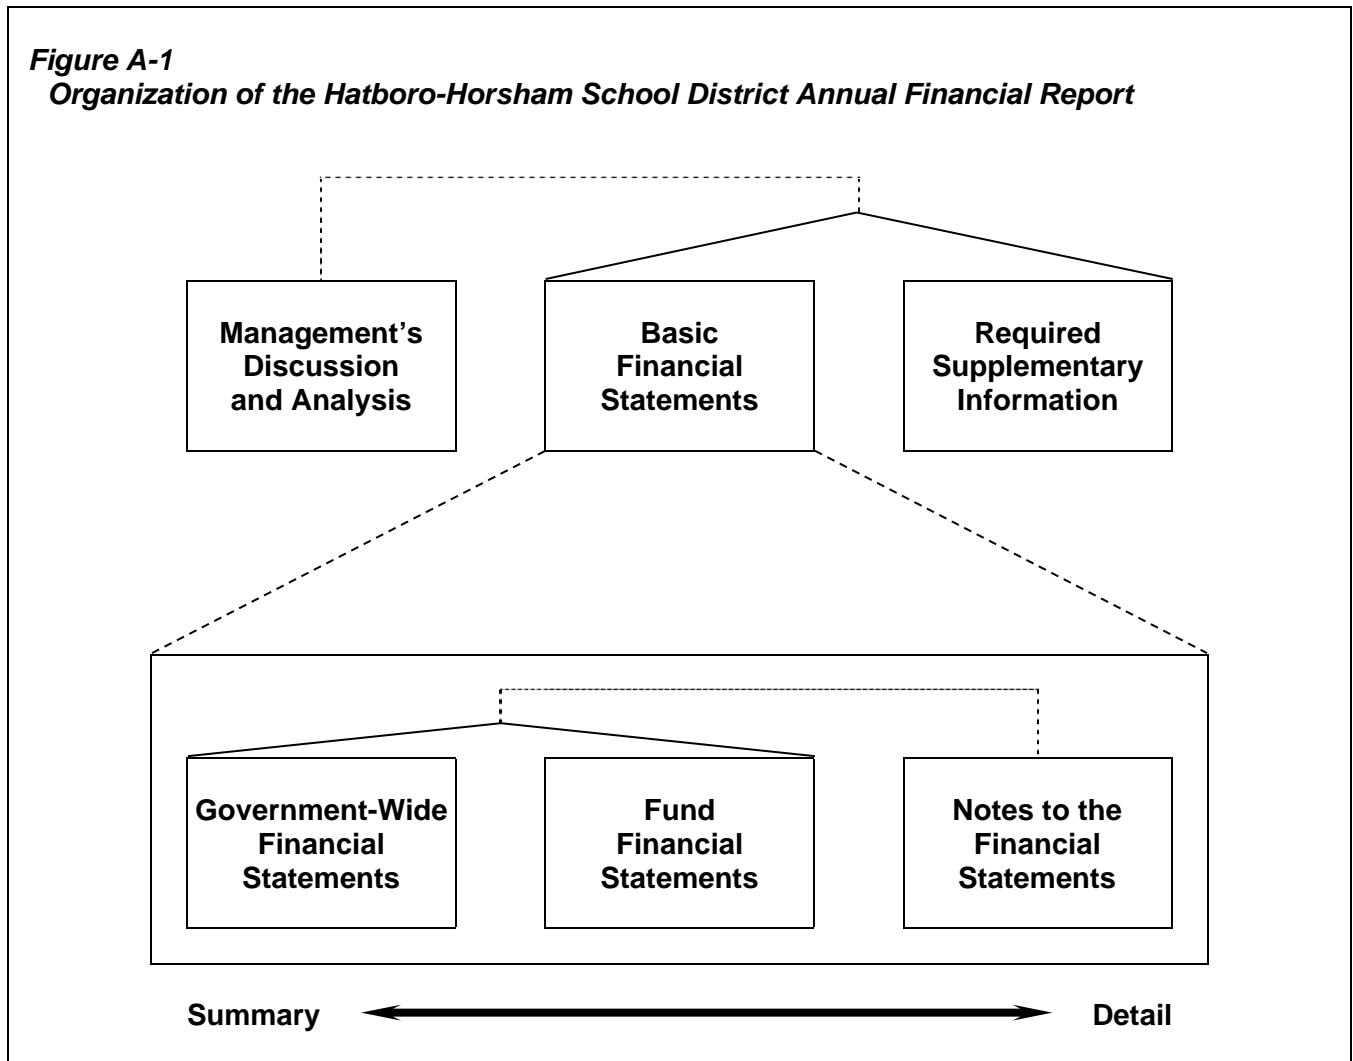 Figure A-1
Organization of the Hatboro-Horsham School District Annual Financial Report
Management’s
Discussion
and Analysis
Basic
Financial
Statements
Required
Supplementary
Information
Government-Wide
Financial
Statements
Fund
Financial
Statements
Notes to the
Financial
Statements
Summary
Detail